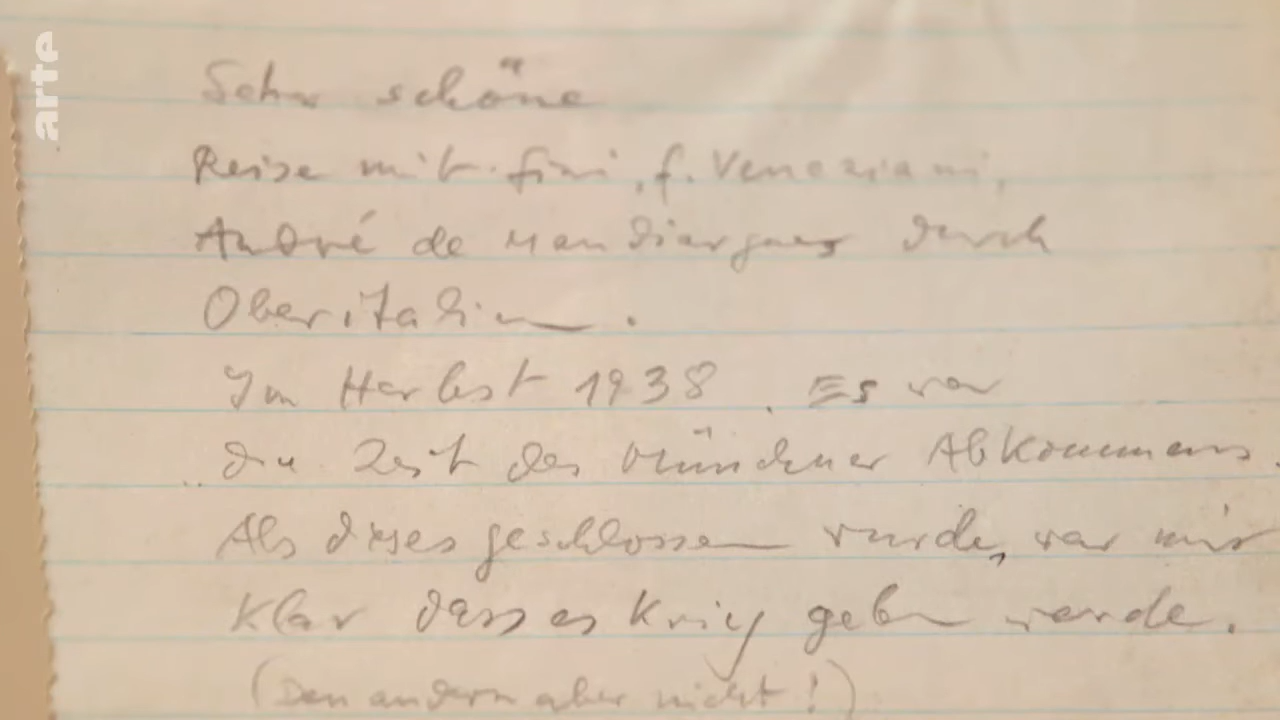 arte
Sehr schöne
Reise mit Fini, f. Veneziani,
André de Mandiargues durch
Oberitalien.
Im Herbst 1938. Es war
die Zeit des Münchner Abkommens.
Als dieses geschlossen wurde, war mir
klar dass es Krieg geben werde.
(Den andern aber nicht!)